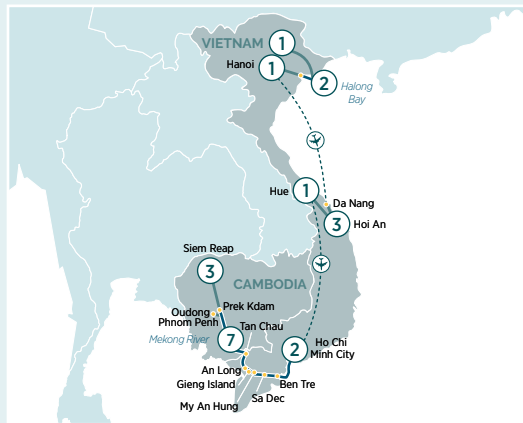 VIETNAM
1
Hanoi
1
2
Halong
Bay
Hue
1
Da Nang
3
Hoi An
Siem Reap
3
CAMBODIA
Oudong
Prek Kdam
Phnom Penh
Tan Chau
Mekong River
7
2
Ho Chi
Minh City
An Long
Gieng Island
Ben Tre
Sa Dec
My An Hung